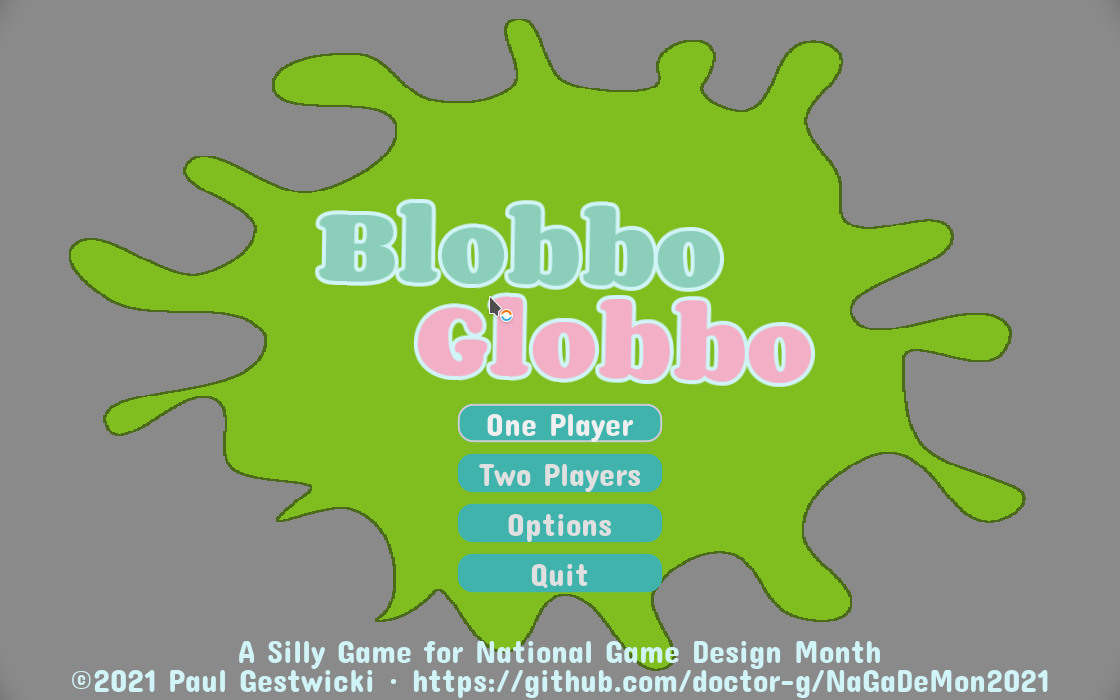 Blobbo
Globbo
One Player
Two Players
Options
Quit
A Silly Game for National Game Design Month
©2021 Paul Gestwicki · https://github.com/doctor-g/NaGaDeMon2021